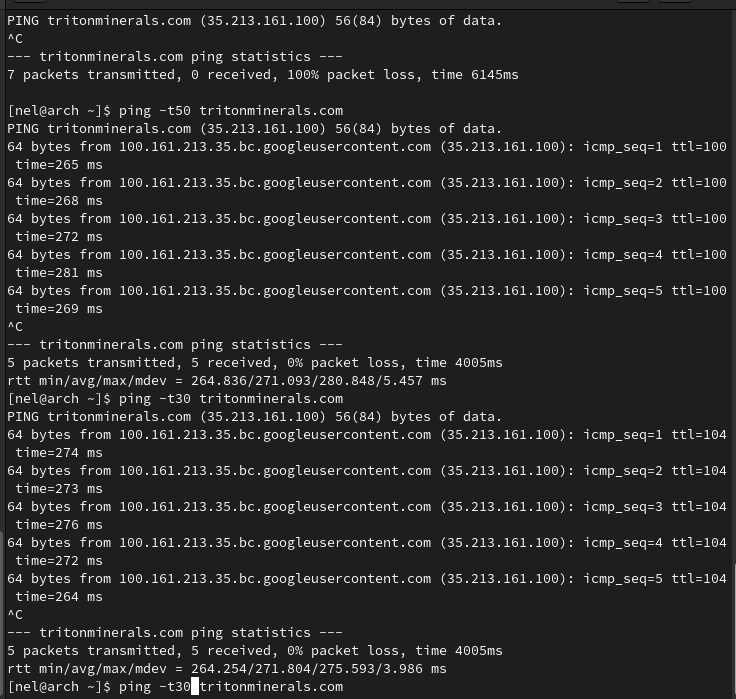 PING tritonminerals.com (35.213.161.100) 56(84) bytes of data.
^C
--- tritonminerals.com ping statistics ---
7 packets transmitted, 0 received, 100% packet loss, time 6145ms

[nel@arch ~]$ ping -t50 tritonminerals.com
PING tritonminerals.com (35.213.161.100) 56(84) bytes of data.
64 bytes from 100.161.213.35.bc.googleusercontent.com (35.213.161.100): icmp_seq=1 ttl=100
 time=265 ms
64 bytes from 100.161.213.35.bc.googleusercontent.com (35.213.161.100): icmp_seq=2 ttl=100
 time=268 ms
64 bytes from 100.161.213.35.bc.googleusercontent.com (35.213.161.100): icmp_seq=3 ttl=100
 time=272 ms
64 bytes from 100.161.213.35.bc.googleusercontent.com (35.213.161.100): icmp_seq=4 ttl=100
 time=281 ms
64 bytes from 100.161.213.35.bc.googleusercontent.com (35.213.161.100): icmp_seq=5 ttl=100
 time=269 ms
^C
--- tritonminerals.com ping statistics ---
5 packets transmitted, 5 received, 0% packet loss, time 4005ms
rtt min/avg/max/mdev = 264.836/271.093/280.848/5.457 ms
[nel@arch ~]$ ping -t30 tritonminerals.com
PING tritonminerals.com (35.213.161.100) 56(84) bytes of data.
64 bytes from 100.161.213.35.bc.googleusercontent.com (35.213.161.100): icmp_seq=1 ttl=104
 time=274 ms
64 bytes from 100.161.213.35.bc.googleusercontent.com (35.213.161.100): icmp_seq=2 ttl=104
 time=273 ms
64 bytes from 100.161.213.35.bc.googleusercontent.com (35.213.161.100): icmp_seq=3 ttl=104
 time=276 ms
64 bytes from 100.161.213.35.bc.googleusercontent.com (35.213.161.100): icmp_seq=4 ttl=104
 time=272 ms
64 bytes from 100.161.213.35.bc.googleusercontent.com (35.213.161.100): icmp_seq=5 ttl=104
 time=264 ms
^C
--- tritonminerals.com ping statistics ---
5 packets transmitted, 5 received, 0% packet loss, time 4005ms
rtt min/avg/max/mdev = 264.254/271.804/275.593/3.986 ms
[nel@arch ~]$ ping -t30 tritonminerals.com